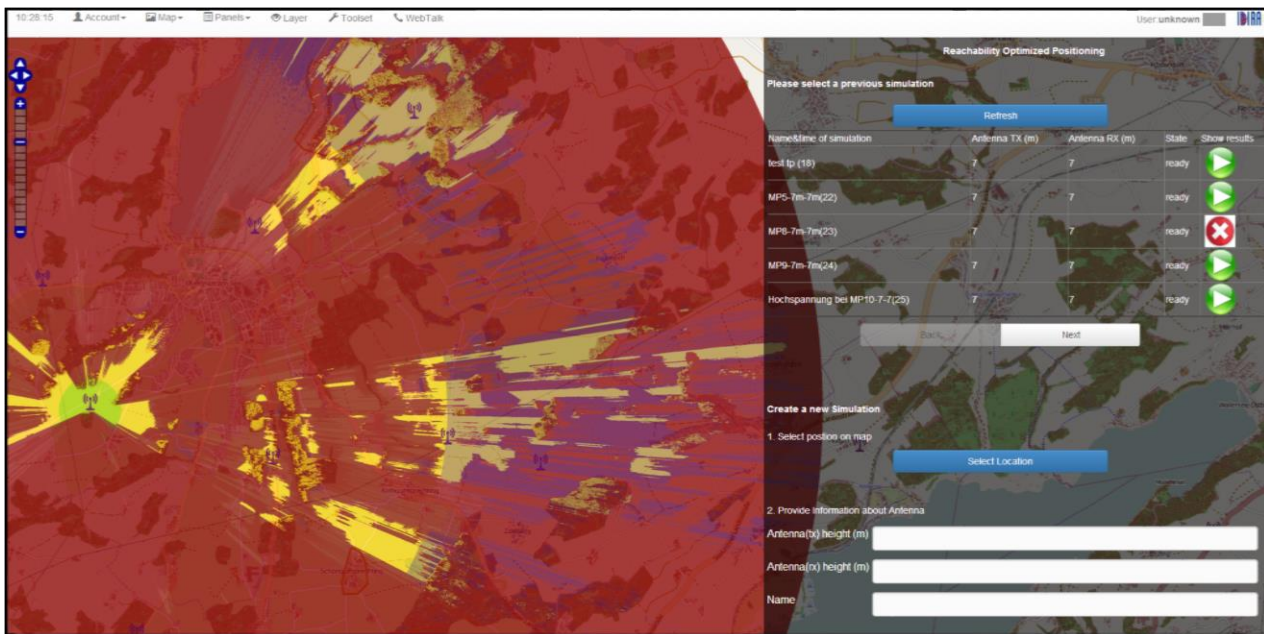 10:28:15 Account Map Panels Layer Toolset WebTalk User:unknown
Reachability Optimized Positioning
Please select a previous simulation
Refresh
Name&time of simulation Antenna TX (m) Antenna RX (m) State Show results
test fp (18) 7 7 ready
MP5-7m-7m(22) 7 7 ready
MP8-7m-7m(23) 7 7 ready
MP9-7m-7m(24) 7 7 ready
Hochspannung bei MP10-7-7(25) 7 7 ready
Back Next
Create a new Simulation
1. Select postion on map
Select Location
2. Provide Information about Antenna
Antenna(tx) height (m)
Antenna(rx) height (m)
Name